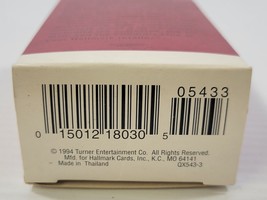 05433
0 15012 18030 5
© 1994 Turner Entertainment Co. All Rights Reserved.
Mfd. for Hallmark Cards, Inc., K.C., MO 64141
Made in Thailand QX543-3